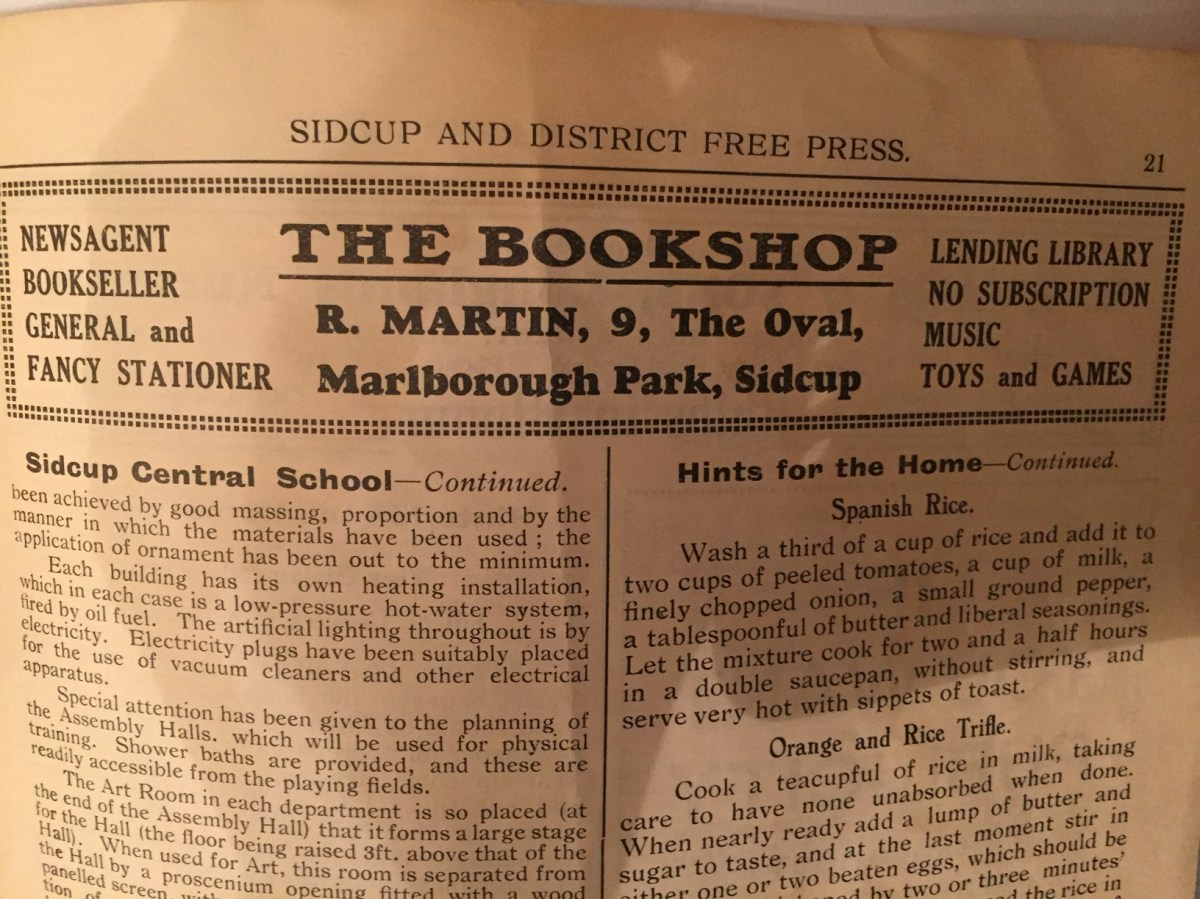 SIDCUP AND DISTRICT FREE PRESS.
21
NEWSAGENT
BOOKSELLER
GENERAL and
FANCY STATIONER
THE BOOKSHOP
R. MARTIN, 9, The Oval,
Marlborough Park, Sidcup
LENDING LIBRARY
NO SUBSCRIPTION
MUSIC
TOYS and GAMES
Sidcup Central School—Continued.
been achieved by good massing, proportion and by the
manner in which the materials have been used ; the
application of ornament has been out to the minimum.
Each building has its own heating installation,
which in each case is a low-pressure hot-water system,
fired by oil fuel. The artificial lighting throughout is by
electricity. Electricity plugs have been suitably placed
for the use of vacuum cleaners and other electrical
apparatus.
Special attention has been given to the planning of
the Assembly Halls. which will be used for physical
training. Shower baths are provided, and these are
readily accessible from the playing fields.
The Art Room in each department is so placed (at
the end of the Assembly Hall) that it forms a large stage
for the Hall (the floor being raised 3ft. above that of the
Hall). When used for Art, this room is separated from
the Hall by a proscenium opening fitted with a wood
panelled screen, with
tion of
Hints for the Home—Continued.
Spanish Rice.
Wash a third of a cup of rice and add it to
two cups of peeled tomatoes, a cup of milk, a
finely chopped onion, a small ground pepper,
a tablespoonful of butter and liberal seasonings.
Let the mixture cook for two and a half hours
in a double saucepan, without stirring, and
serve very hot with sippets of toast.
Orange and Rice Trifle.
Cook a teacupful of rice in milk, taking
care to have none unabsorbed when done.
When nearly ready add a lump of butter and
sugar to taste, and at the last moment stir in
either one or two beaten eggs, which should be
by two or three minutes'
the rice in